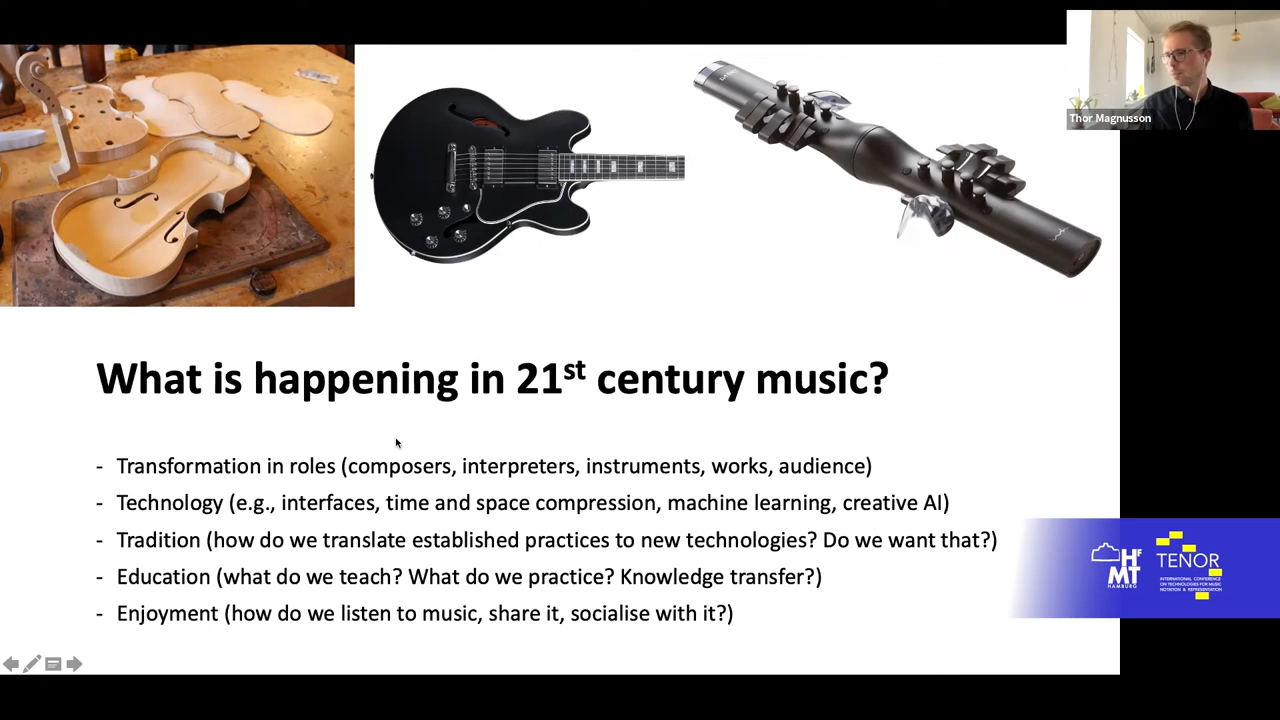 Thor Magnusson
What is happening in 21st century music?
- Transformation in roles (composers, interpreters, instruments, works, audience)
- Technology (e.g., interfaces, time and space compression, machine learning, creative AI)
- Tradition (how do we translate established practices to new technologies? Do we want that?)
- Education (what do we teach? What do we practice? Knowledge transfer?)
- Enjoyment (how do we listen to music, share it, socialise with it?)
HfMT
HAMBURG
TENOR
INTERNATIONAL CONFERENCE
ON TECHNOLOGIES FOR MUSIC
NOTATION & REPRESENTATION